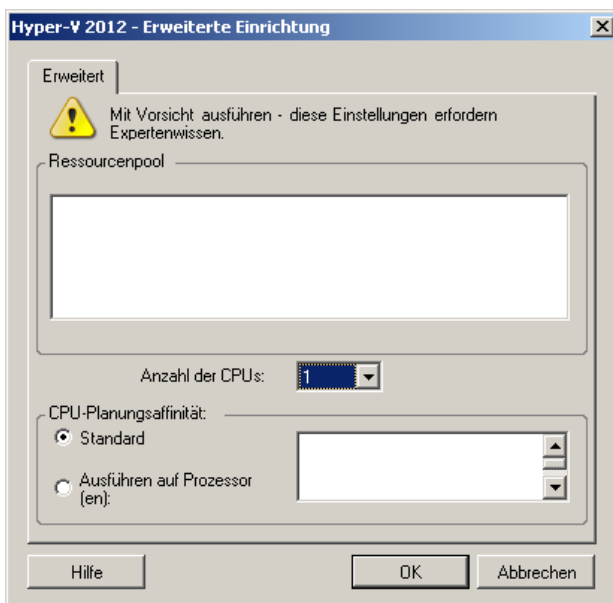 Hyper-V 2012 - Erweiterte Einrichtung
Erweitert
Mit Vorsicht ausführen - diese Einstellungen erfordern
Expertenwissen.
Ressourcenpool
Anzahl der CPUs:
1
CPU-Planungsaffinität:
Standard
Ausführen auf Prozessor
(en):
Hilfe
OK
Abbrechen